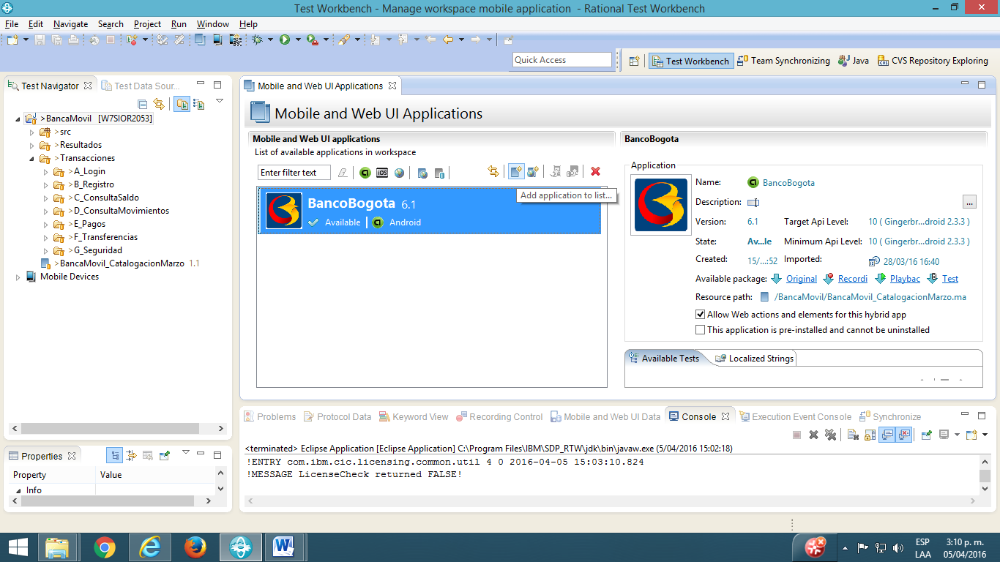 Test Workbench - Manage workspace mobile application - Rational Test Workbench
File Edit Navigate Search Project Run Window Help
Quick Access
Test Workbench
Team Synchronizing
Java
CVS Repository Exploring
Test Navigator
Test Data Sour...
>BancaMovil [W7SIOR2053]
>src
>Resultados
>Transacciones
>A_Login
>B_Registro
>C_ConsultaSaldo
>D_ConsultaMovimientos
>E_Pagos
>F_Transferencias
>G_Seguridad
>BancaMovil_CatalogacionMarzo 1.1
Mobile Devices
Properties
Property Value
Info
Mobile and Web UI Applications
Mobile and Web UI Applications
Mobile and Web UI applications
List of available applications in workspace
Enter filter text
iOS
Add application to list...
BancoBogota 6.1
Available | Android
BancoBogota
Application
Name: BancoBogota
Description:
...
Version: 6.1 Target Api Level: 10 ( Gingerbr...droid 2.3.3 )
State: Av...le Minimum Api Level: 10 ( Gingerbr...droid 2.3.3 )
Created: 15/...:52 Imported: 28/03/16 16:40
Available package: Original Recordi Playbac Test
Resource path: /BancaMovil/BancaMovil_CatalogacionMarzo.ma
Allow Web actions and elements for this hybrid app
This application is pre-installed and cannot be uninstalled
Available Tests
Localized Strings
Problems
Protocol Data
Keyword View
Recording Control
Mobile and Web UI Data
Console
Execution Event Console
Synchronize
<terminated> Eclipse Application [Eclipse Application] C:\Program Files\IBM\SDP_RTW\jdk\bin\javaw.exe (5/04/2016 15:02:18)
!ENTRY com.ibm.cic.licensing.common.util 4 0 2016-04-05 15:03:10.824
!MESSAGE LicenseCheck returned FALSE!
ESP
LAA
3:10 p. m.
05/04/2016